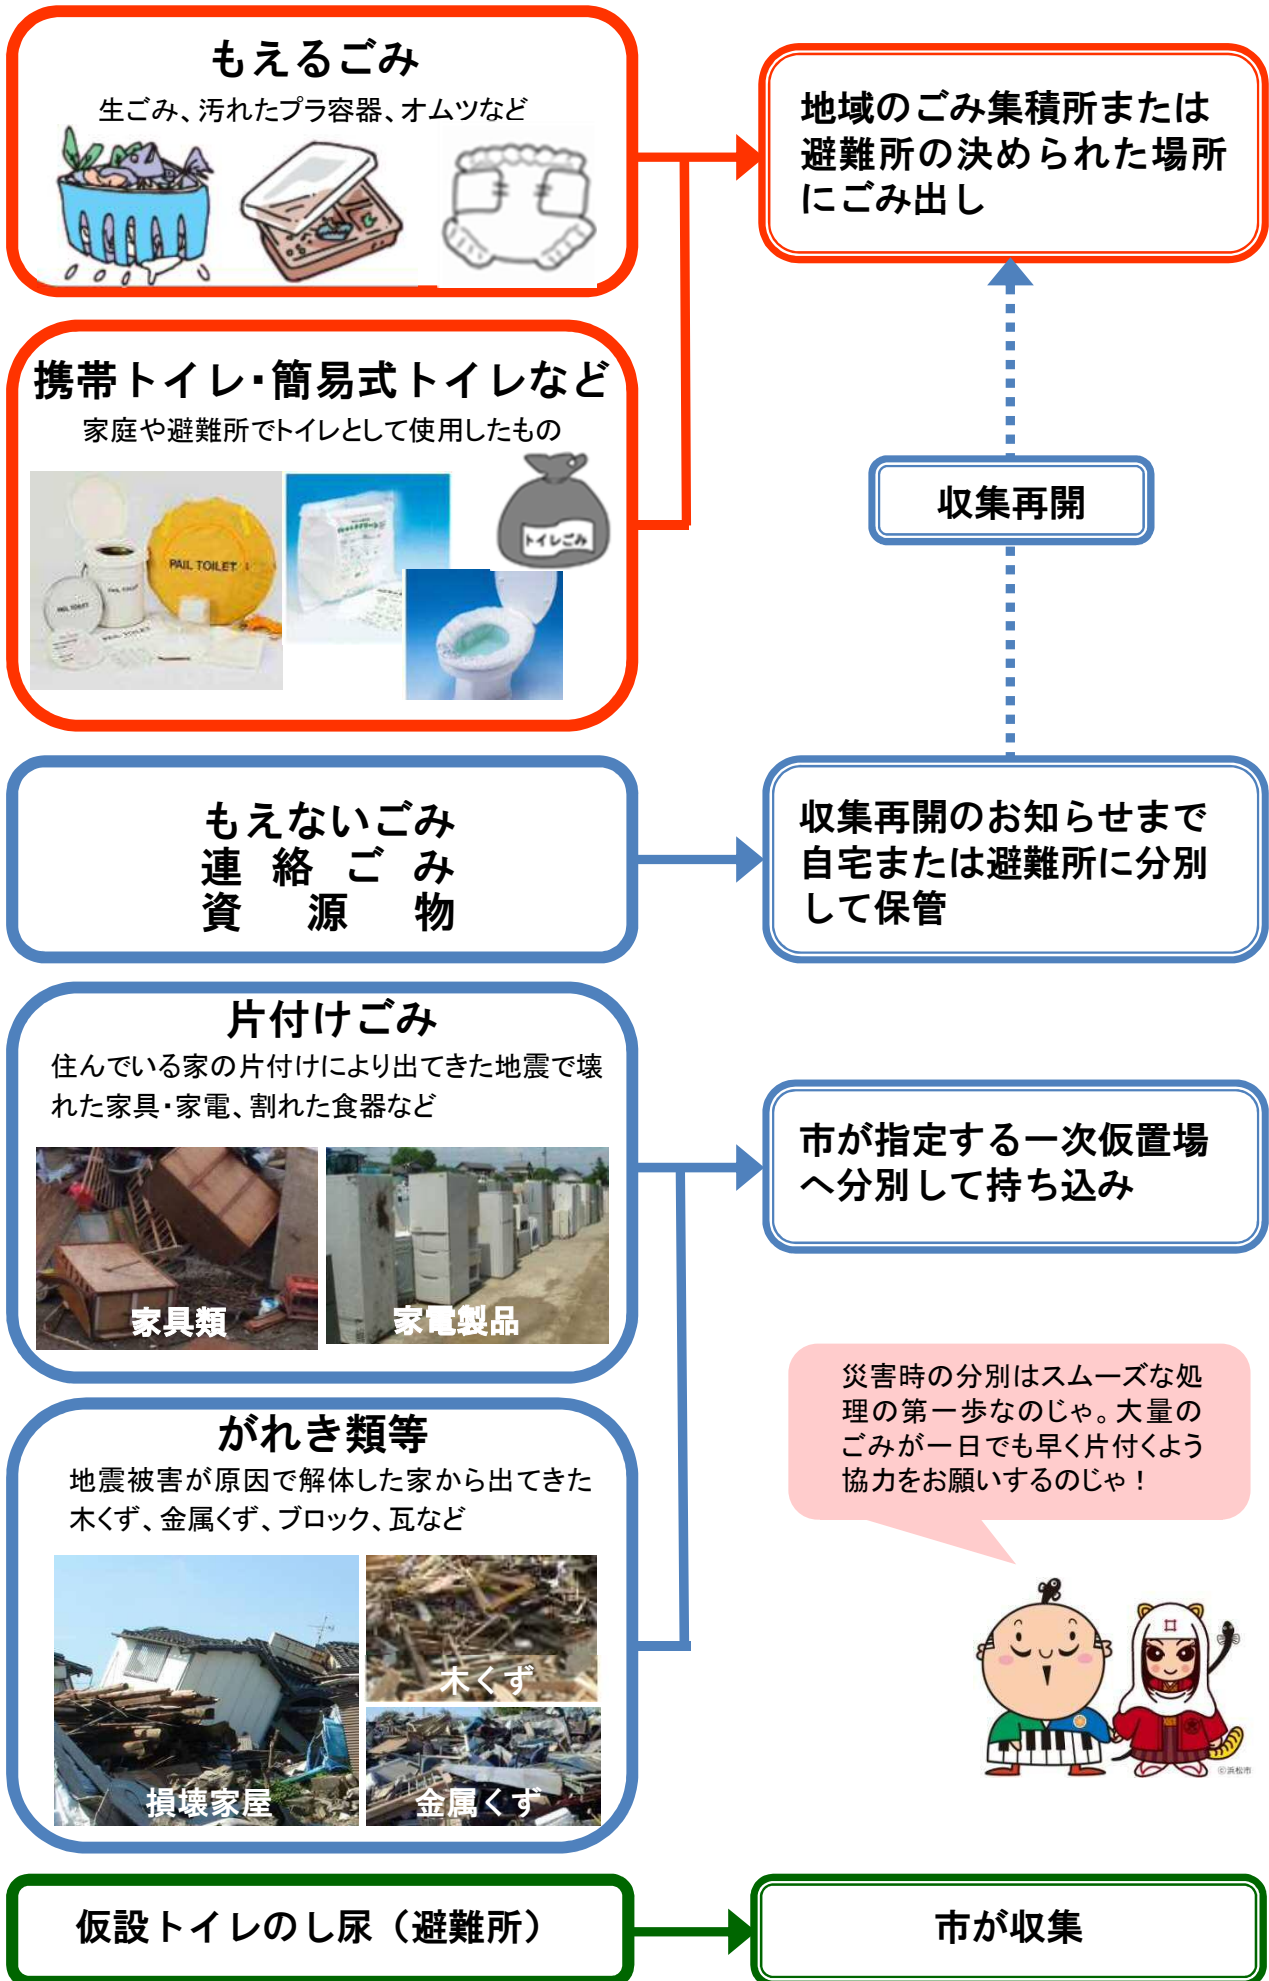 もえるごみ
生ごみ、汚れたプラ容器、オムツなど
地域のごみ集積所または
避難所の決められた場所
にごみ出し
携帯トイレ・簡易式トイレなど
家庭や避難所でトイレとして使用したもの
トイレごみ
PAIL TOILET
PAIL TOILET
PAIL TOILET
PAIL TOILET
収集再開
もえないごみ
連絡ごみ
資源物
収集再開のお知らせまで
自宅または避難所に分別
して保管
片付けごみ
住んでいる家の片付けにより出てきた地震で壊
れた家具・家電、割れた食器など
家具類
家電製品
市が指定する一次仮置場
へ分別して持ち込み
災害時の分別はスムーズな処
理の第一歩なのじゃ。大量の
ごみが一日でも早く片付くよう
協力をお願いするのじゃ！
がれき類等
地震被害が原因で解体した家から出てきた
木くず、金属くず、ブロック、瓦など
損壊家屋
木くず
金属くず
©浜松市
仮設トイレのし尿（避難所）
市が収集